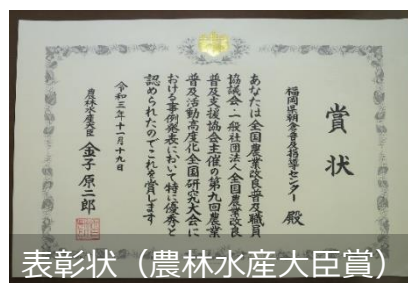 賞状
福岡県朝倉普及指導センター 殿
あなたは全国農業改良普及職員
協議会・一般社団法人全国農業改良
普及支援協会主催の第九回農業
普及活動高度化全国研究大会に
おける事例発表において特に優秀と
認められたのでこれを賞します
令和三年十一月十九日
農林水産大臣 金子原二郎
表彰状（農林水産大臣賞）